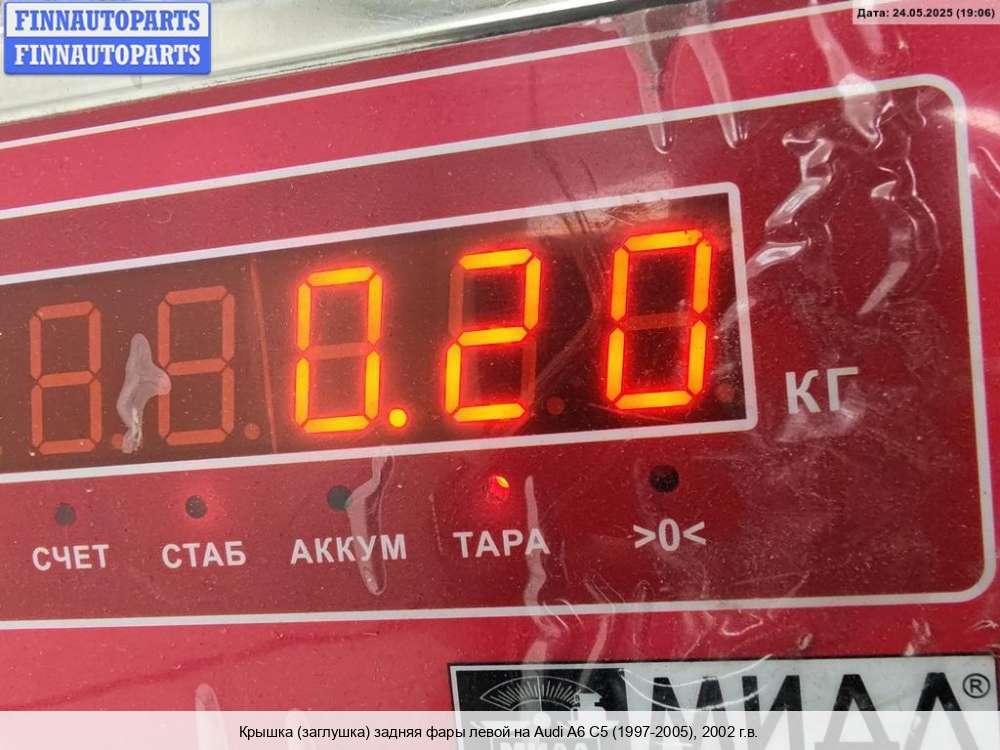 FINNAUTOPARTS
FINNAUTOPARTS
Дата: 24.05.2025 (19:06)
0.20
КГ
СЧЕТ СТАБ АККУМ ТАРА >0<
МИДЛ®
МИДЛ
Крышка (заглушка) задняя фары левой на Audi A6 C5 (1997-2005), 2002 г.в.